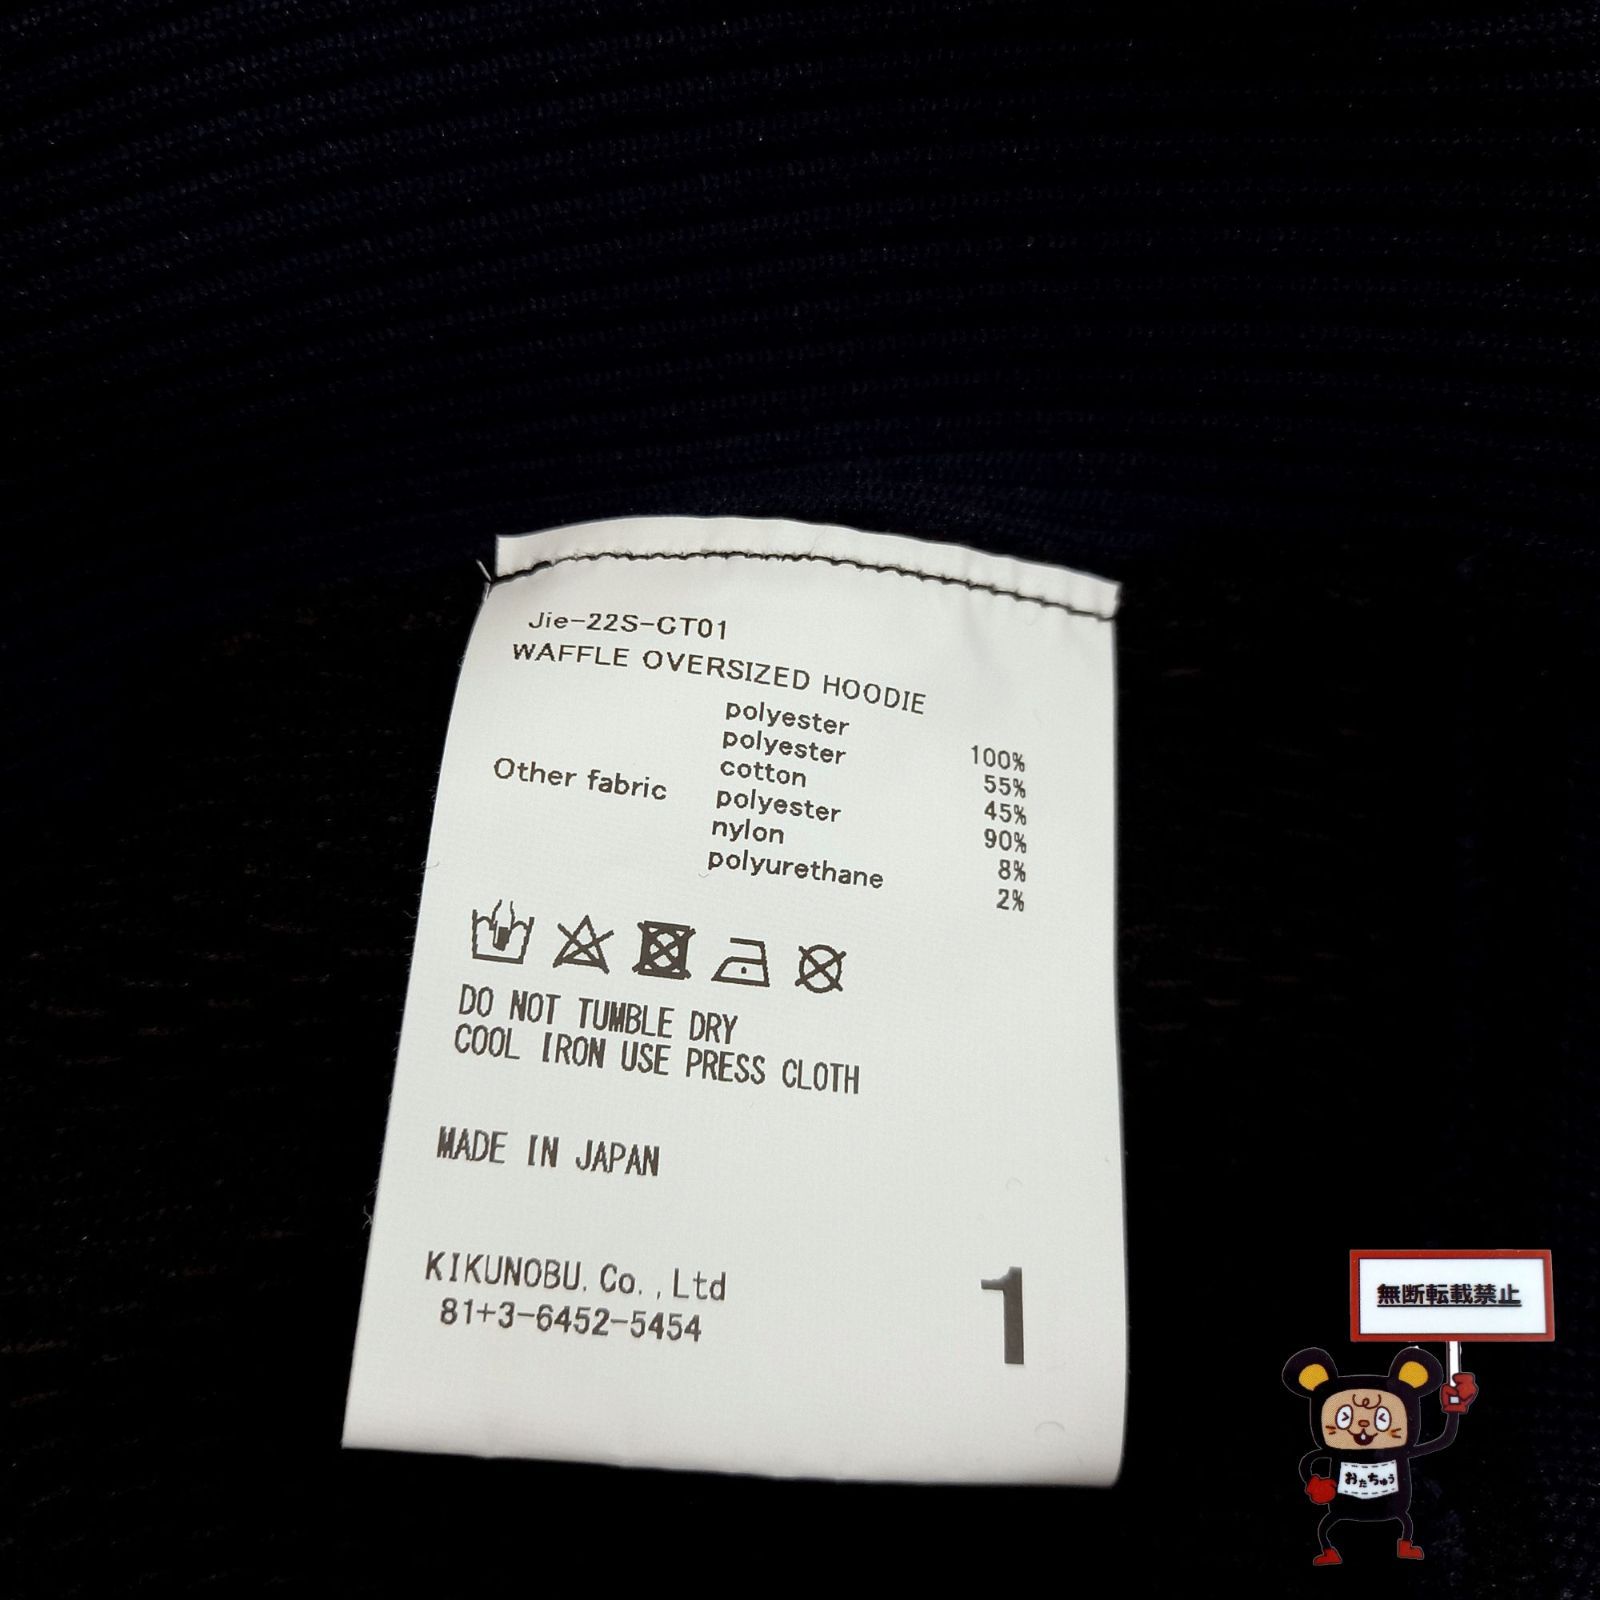 Jie-22S-CT01
WAFFLE OVERSIZED HOODIE
polyester 100%
polyester 55%
Other fabric cotton 45%
polyester 90%
nylon 8%
polyurethane 2%
DO NOT TUMBLE DRY
COOL IRON USE PRESS CLOTH
MADE IN JAPAN
KIKUNOBU.Co.,Ltd
81+3-6452-5454
1
無断転載禁止
おたちゅう